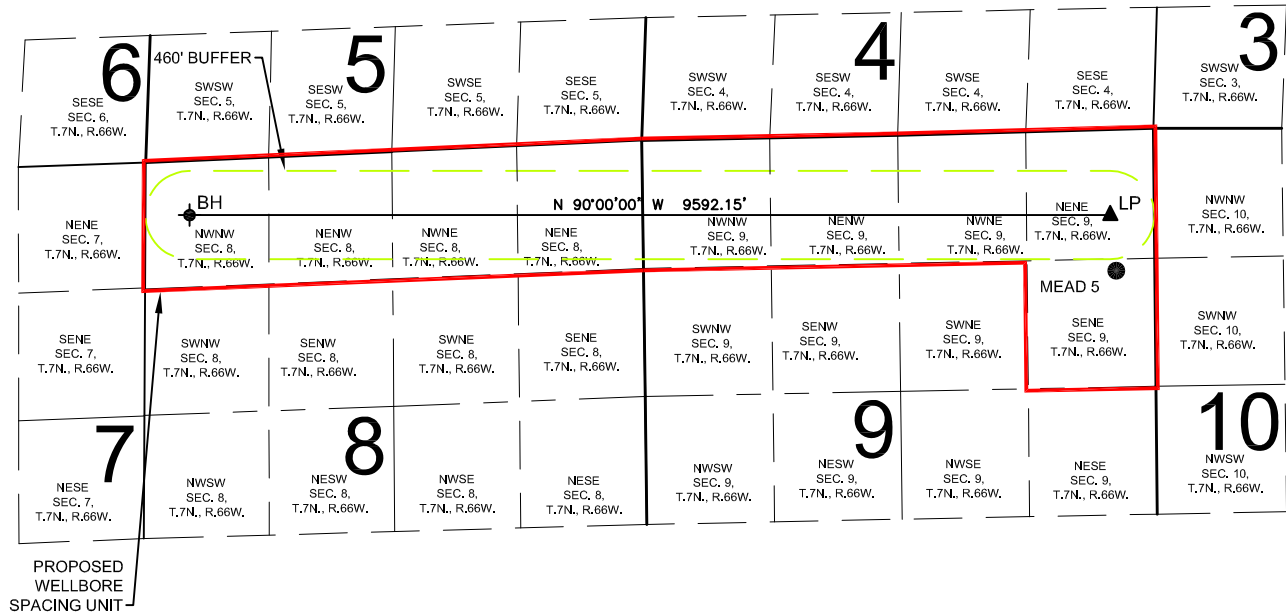 6
5
4
3
460' BUFFER
SESE
SEC. 6,
T.7N., R.66W.
SWSW
SEC. 5,
T.7N., R.66W.
SESW
SEC. 5,
T.7N., R.66W.
SWSE
SEC. 5,
T.7N., R.66W.
SESE
SEC. 5,
T.7N., R.66W.
SWSW
SEC. 4,
T.7N., R.66W.
SESW
SEC. 4,
T.7N., R.66W.
SWSE
SEC. 4,
T.7N., R.66W.
SESE
SEC. 4,
T.7N., R.66W.
SWSW
SEC. 3,
T.7N., R.66W.
BH
N 90°00'00" W 9592.15'
LP
NENE
SEC. 7,
T.7N., R.66W.
NWNW
SEC. 8,
T.7N., R.66W.
NENW
SEC. 8,
T.7N., R.66W.
NWNE
SEC. 8,
T.7N., R.66W.
NENE
SEC. 8,
T.7N., R.66W.
NWNW
SEC. 9,
T.7N., R.66W.
NENW
SEC. 9,
T.7N., R.66W.
NWNE
SEC. 9,
T.7N., R.66W.
NENE
SEC. 9,
T.7N., R.66W.
NWNW
SEC. 10,
T.7N., R.66W.
MEAD 5
SENE
SEC. 7,
T.7N., R.66W.
SWNW
SEC. 8,
T.7N., R.66W.
SENW
SEC. 8,
T.7N., R.66W.
SWNE
SEC. 8,
T.7N., R.66W.
SENE
SEC. 8,
T.7N., R.66W.
SWNW
SEC. 9,
T.7N., R.66W.
SENW
SEC. 9,
T.7N., R.66W.
SWNE
SEC. 9,
T.7N., R.66W.
SENE
SEC. 9,
T.7N., R.66W.
SWNW
SEC. 10,
T.7N., R.66W.
7
8
9
10
NESE
SEC. 7,
T.7N., R.66W.
NWSW
SEC. 8,
T.7N., R.66W.
NESW
SEC. 8,
T.7N., R.66W.
NWSE
SEC. 8,
T.7N., R.66W.
NESE
SEC. 8,
T.7N., R.66W.
NWSW
SEC. 9,
T.7N., R.66W.
NESW
SEC. 9,
T.7N., R.66W.
NWSE
SEC. 9,
T.7N., R.66W.
NESE
SEC. 9,
T.7N., R.66W.
NWSW
SEC. 10,
T.7N., R.66W.
PROPOSED
WELLBORE
SPACING UNIT